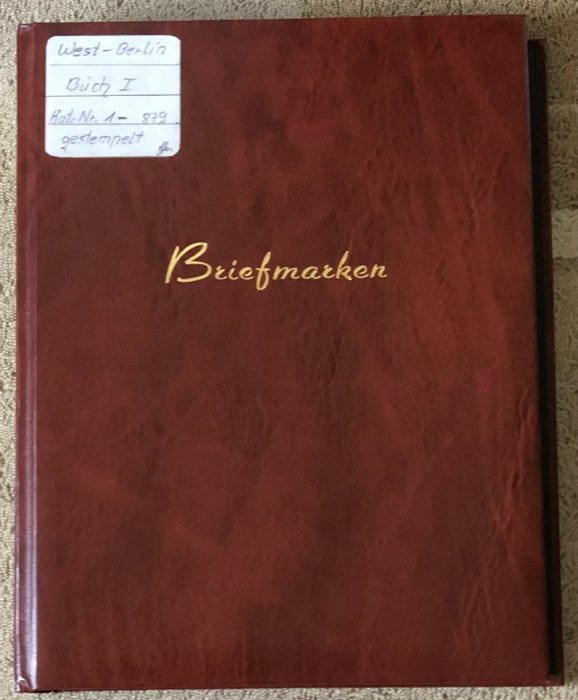 West-Berlin
Buch I
Kat. Nr. 1- 879
gestempelt
Briefmarken